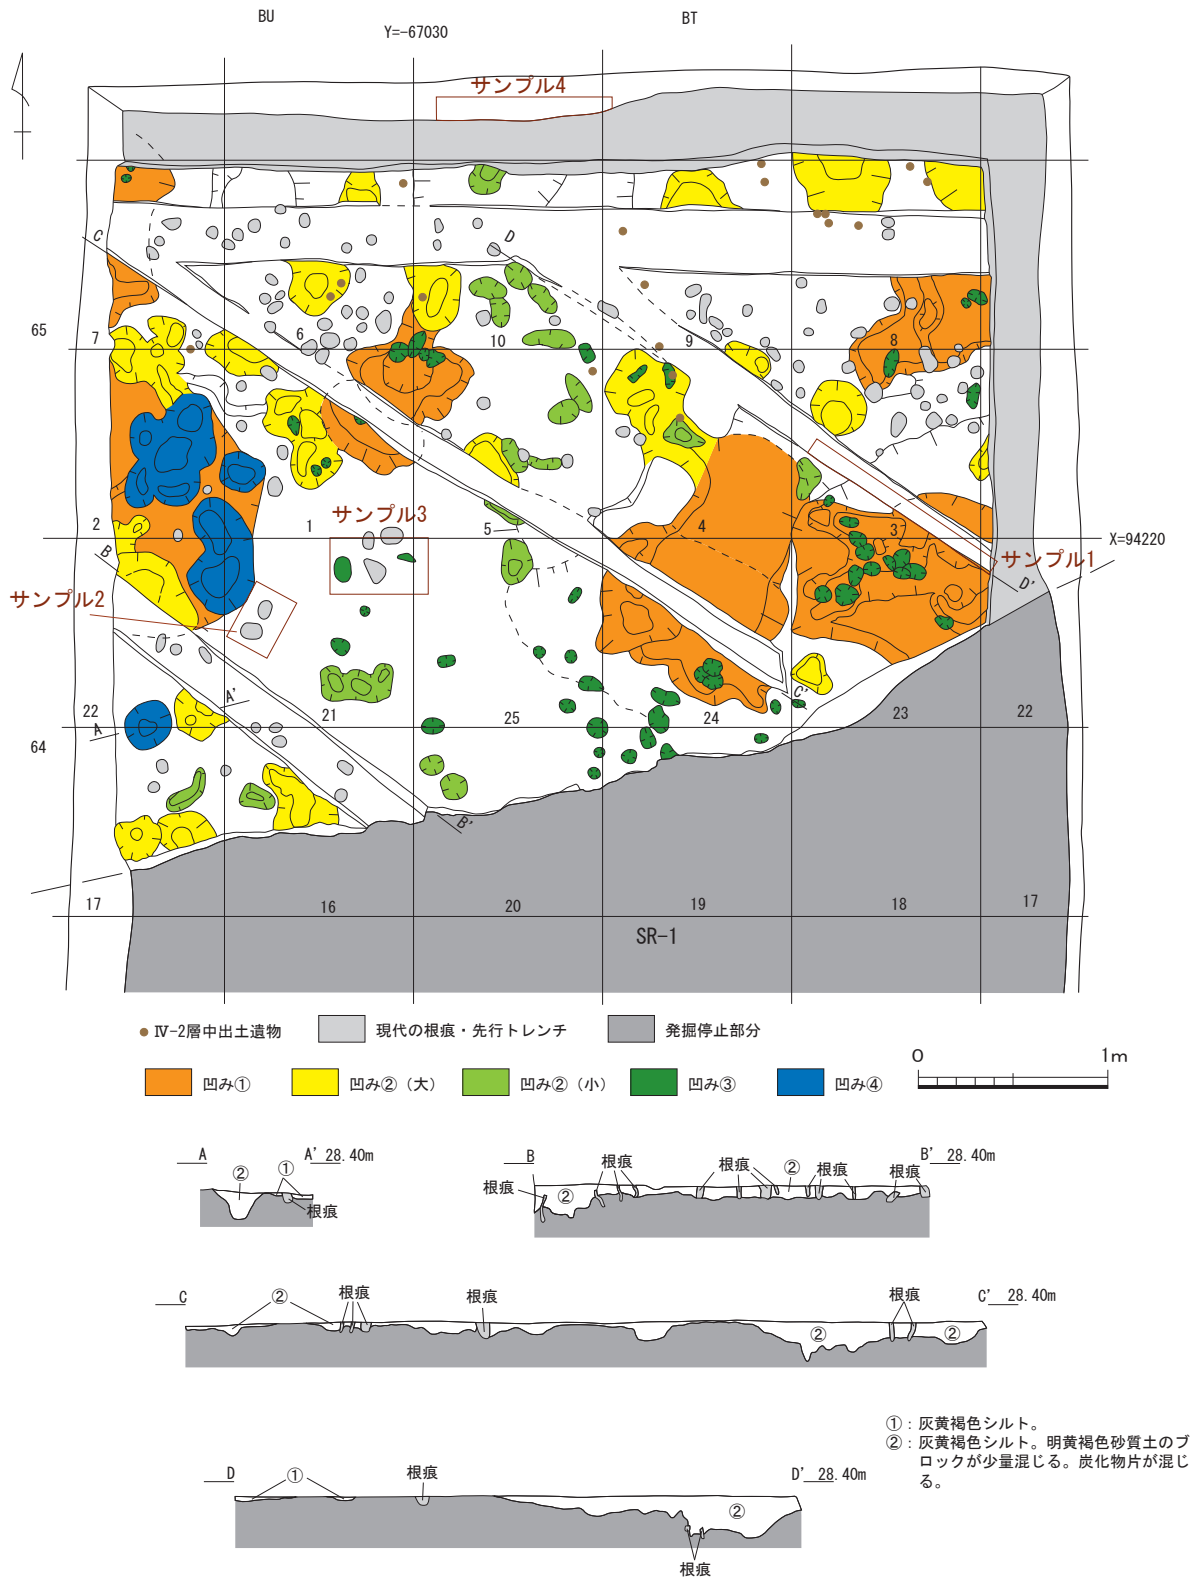 BU
Y=-67030
BT
サンプル4
C
D
65
7
6
10
9
8
2
1
サンプル3
5
4
3
X=94220
B
サンプル1
D'
サンプル2
A'
C'
22
21
25
24
23
22
A
64
B'
17
16
20
19
18
17
SR-1
Ⅳ-2層中出土遺物
現代の根痕・先行トレンチ
発掘停止部分
0
1m
凹み①
凹み②（大）
凹み②（小）
凹み③
凹み④
A
②
①
A' 28.40m
根痕
B
根痕
根痕
根痕
②
根痕
根痕
B' 28.40m
C
②
根痕
根痕
②
根痕
②
C' 28.40m
D
①
根痕
②
根痕
D' 28.40m
①：灰黄褐色シルト。
②：灰黄褐色シルト。明黄褐色砂質土のブ
ロックが少量混じる。炭化物片が混じ
る。